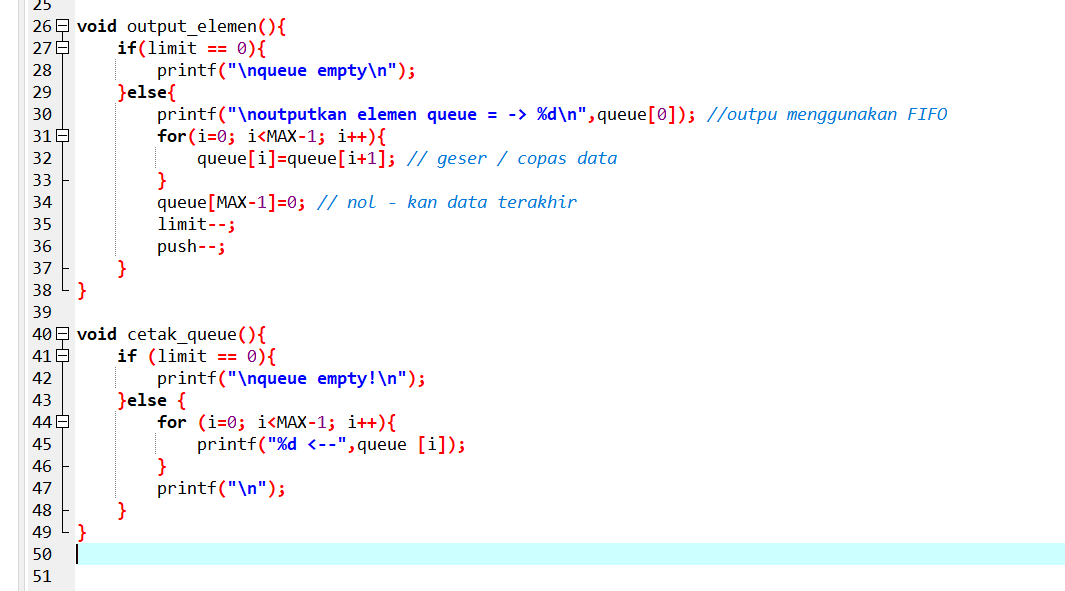 25
26 void output_elemen(){
27 if(limit == 0){
28 printf("\nqueue empty\n");
29 }else{
30 printf("\noutputkan elemen queue = -> %d\n",queue[0]); //outpu menggunakan FIFO
31 for(i=0; i<MAX-1; i++){
32 queue[i]=queue[i+1]; // geser / copas data
33 }
34 queue[MAX-1]=0; // nol - kan data terakhir
35 limit--;
36 push--;
37 }
38 }
39
40 void cetak_queue(){
41 if (limit == 0){
42 printf("\nqueue empty!\n");
43 }else {
44 for (i=0; i<MAX-1; i++){
45 printf("%d <--",queue [i]);
46 }
47 printf("\n");
48 }
49 }
50
51